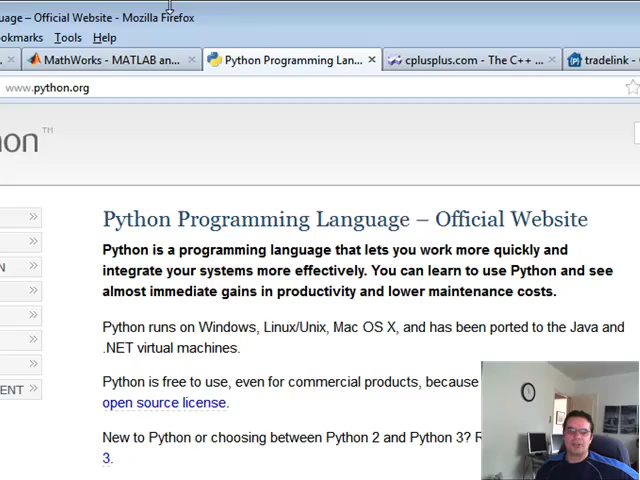 uage – Official Website - Mozilla Firefox
ookmarks Tools Help
MathWorks - MATLAB an... × Python Programming Lan... × cplusplus.com - The C++ ... × tradelink -
www.python.org
on™
Python Programming Language – Official Website
Python is a programming language that lets you work more quickly and
integrate your systems more effectively. You can learn to use Python and see
almost immediate gains in productivity and lower maintenance costs.
N »
Python runs on Windows, Linux/Unix, Mac OS X, and has been ported to the Java and
.NET virtual machines.
Python is free to use, even for commercial products, because
ENT »
open source license.
New to Python or choosing between Python 2 and Python 3? R
3.